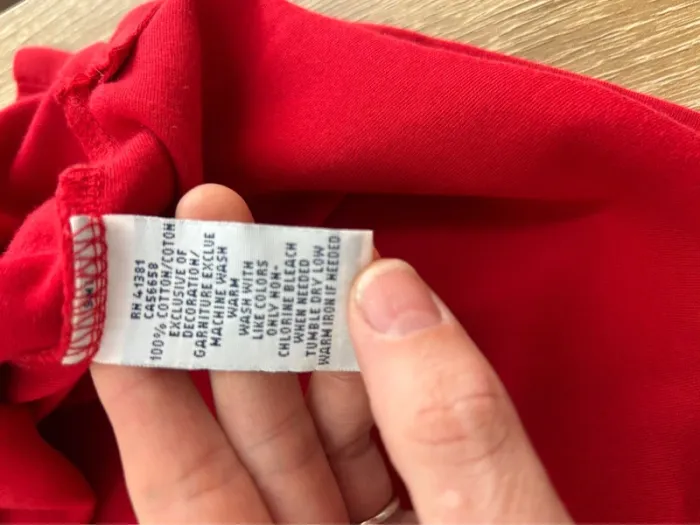 RN 41381
CA56658
100% COTTON/COTON
EXCLUSIVE OF
DECORATION/
GARNITURE EXCLUE
MACHINE WASH
WARM
WASH WITH
LIKE COLORS
ONLY NON-
CHLORINE BLEACH
WHEN NEEDED
TUMBLE DRY LOW
WARM IRON IF NEEDED